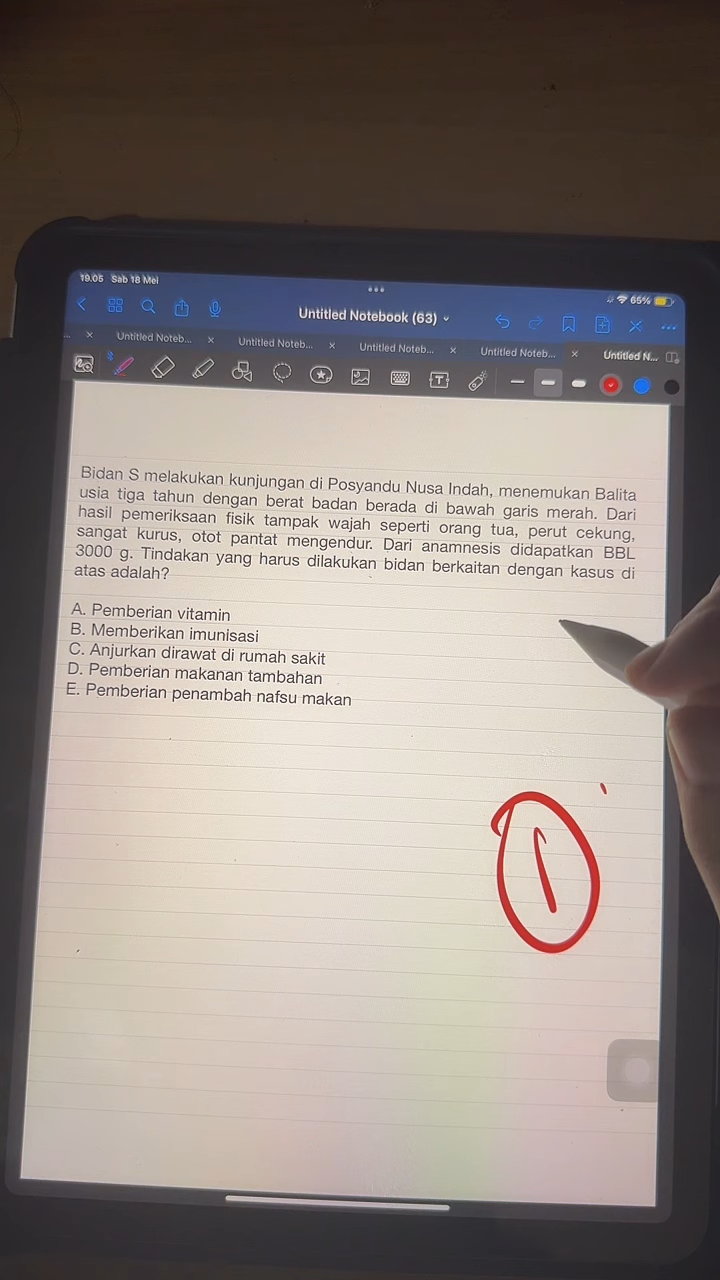 19.05 Sab 18 Mei
65%
Untitled Notebook (63)
Untitled Noteb...
Untitled Noteb...
Untitled Noteb...
Untitled Noteb...
Untitled N...
Bidan S melakukan kunjungan di Posyandu Nusa Indah, menemukan Balita
usia tiga tahun dengan berat badan berada di bawah garis merah. Dari
hasil pemeriksaan fisik tampak wajah seperti orang tua, perut cekung,
sangat kurus, otot pantat mengendur. Dari anamnesis didapatkan BBL
3000 g. Tindakan yang harus dilakukan bidan berkaitan dengan kasus di
atas adalah?
A. Pemberian vitamin
B. Memberikan imunisasi
C. Anjurkan dirawat di rumah sakit
D. Pemberian makanan tambahan
E. Pemberian penambah nafsu makan
1